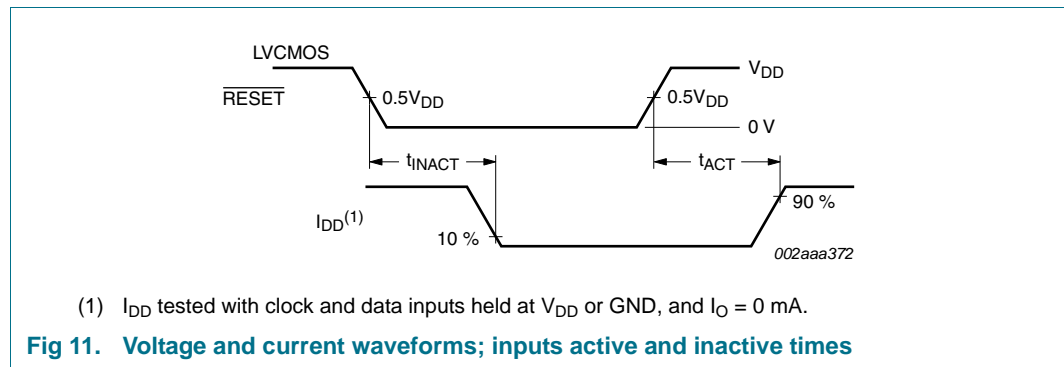 LVCMOS
RESET
0.5VDD
0.5VDD
VDD
0 V
tINACT
tACT
IDD(1)
10 %
90 %
002aaa372
(1) IDD tested with clock and data inputs held at VDD or GND, and IO = 0 mA.
Fig 11. Voltage and current waveforms; inputs active and inactive times